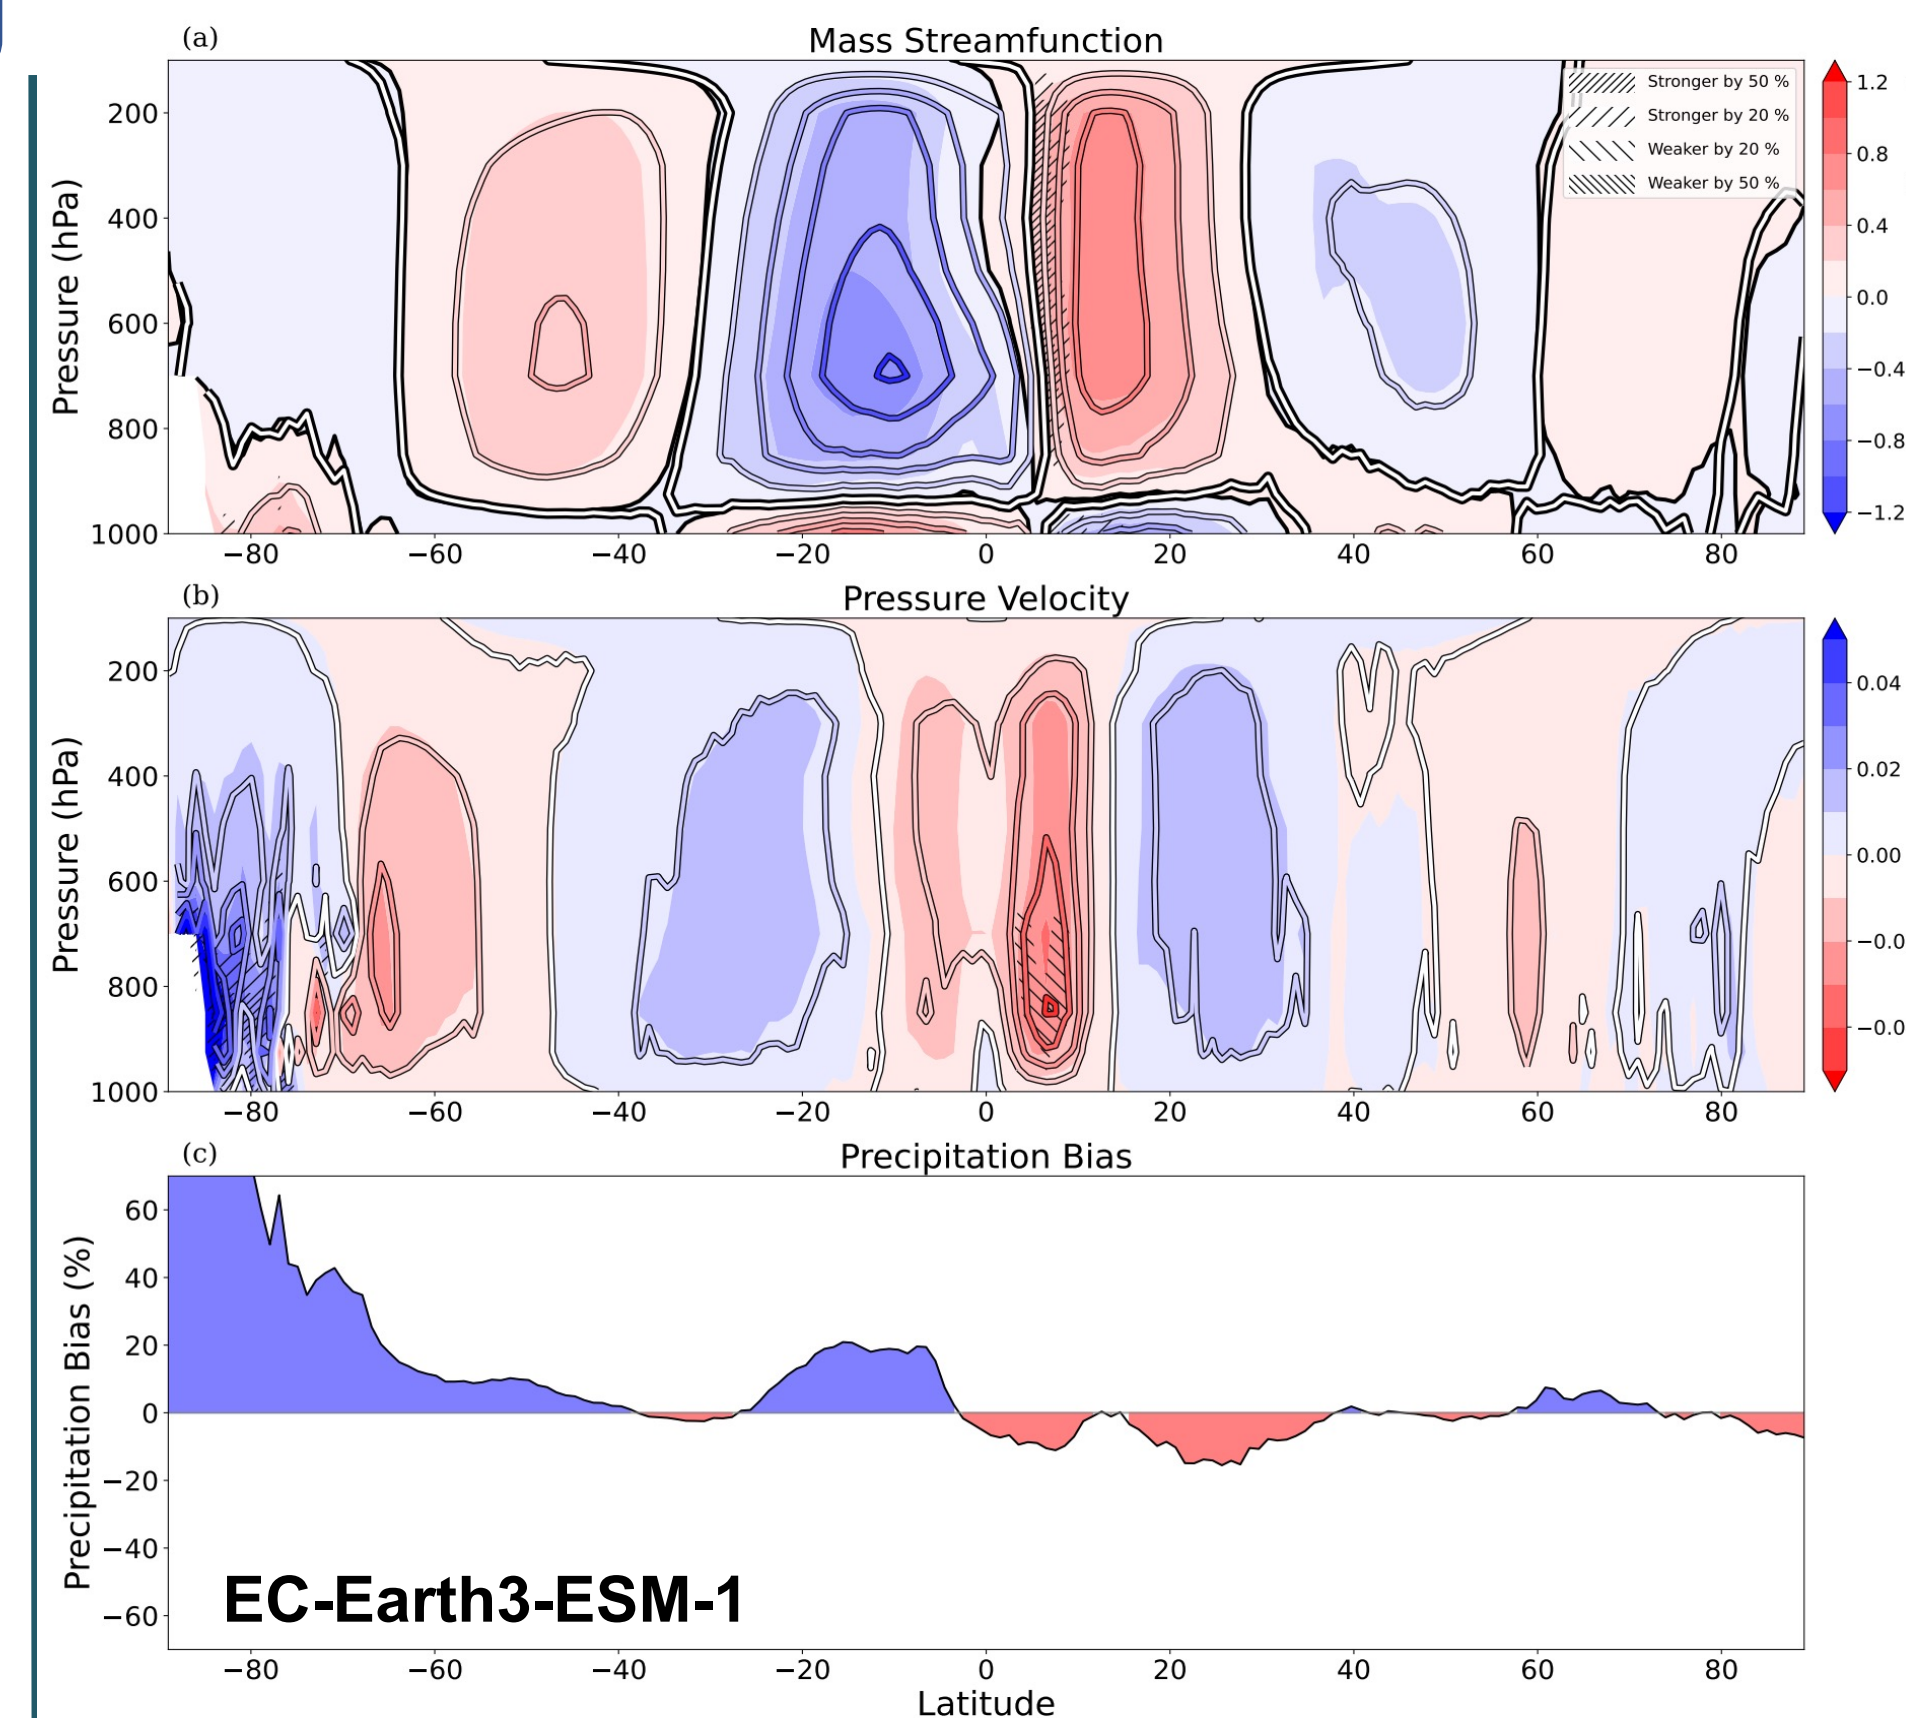 (a)
Mass Streamfunction
Stronger by 50 %
Stronger by 20 %
Weaker by 20 %
Weaker by 50 %
Pressure (hPa)
200
400
600
800
1000
−80 −60 −40 −20 0 20 40 60 80
1.2
0.8
0.4
0.0
−0.4
−0.8
−1.2
(b)
Pressure Velocity
Pressure (hPa)
200
400
600
800
1000
−80 −60 −40 −20 0 20 40 60 80
0.04
0.02
0.00
−0.0
−0.0
(c)
Precipitation Bias
Precipitation Bias (%)
60
40
20
0
−20
−40
−60
EC-Earth3-ESM-1
−80 −60 −40 −20 0 20 40 60 80
Latitude